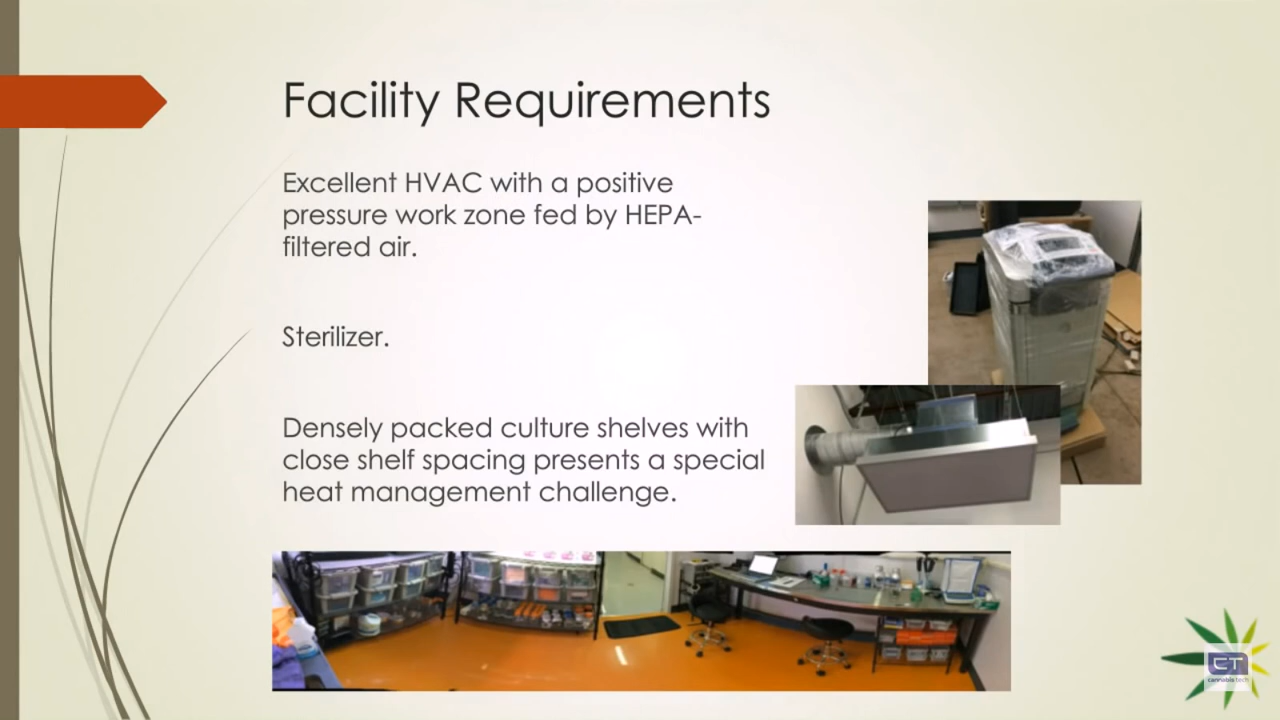 Facility Requirements
Excellent HVAC with a positive
pressure work zone fed by HEPA-
filtered air.
Sterilizer.
Densely packed culture shelves with
close shelf spacing presents a special
heat management challenge.
CT
cannabis tech